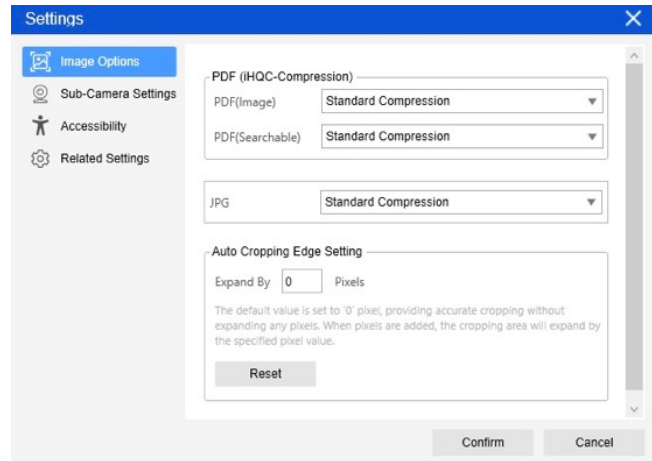 Settings
Image Options
Sub-Camera Settings
Accessibility
Related Settings
PDF (iHQC-Compression)
PDF(Image) Standard Compression
PDF(Searchable) Standard Compression
JPG Standard Compression
Auto Cropping Edge Setting
Expand By 0 Pixels
The default value is set to '0' pixel, providing accurate cropping without
expanding any pixels. When pixels are added, the cropping area will expand by
the specified pixel value.
Reset
Confirm Cancel